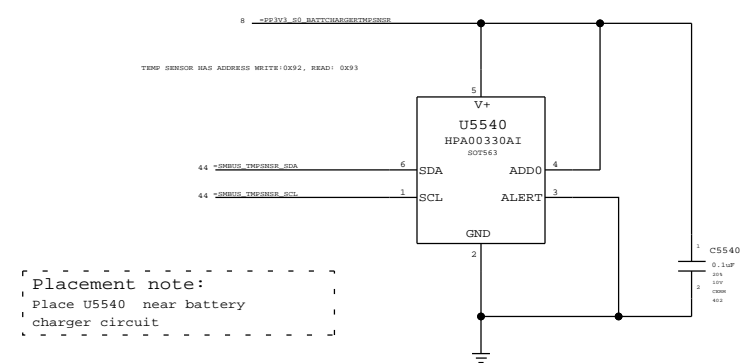 8 =PP3V3_S0_BATTCHARGERTMPSNSR
TEMP SENSOR HAS ADDRESS WRITE:0X92, READ: 0X93
5
V+
U5540
HPA00330AI
SOT563
44 =SMBUS_TMPSNSR_SDA 6 SDA ADD0 4
44 =SMBUS_TMPSNSR_SCL 1 SCL ALERT 3
GND
2
1 C5540
0.1uF
20%
10V
2 CERM
402
Placement note:
Place U5540 near battery
charger circuit